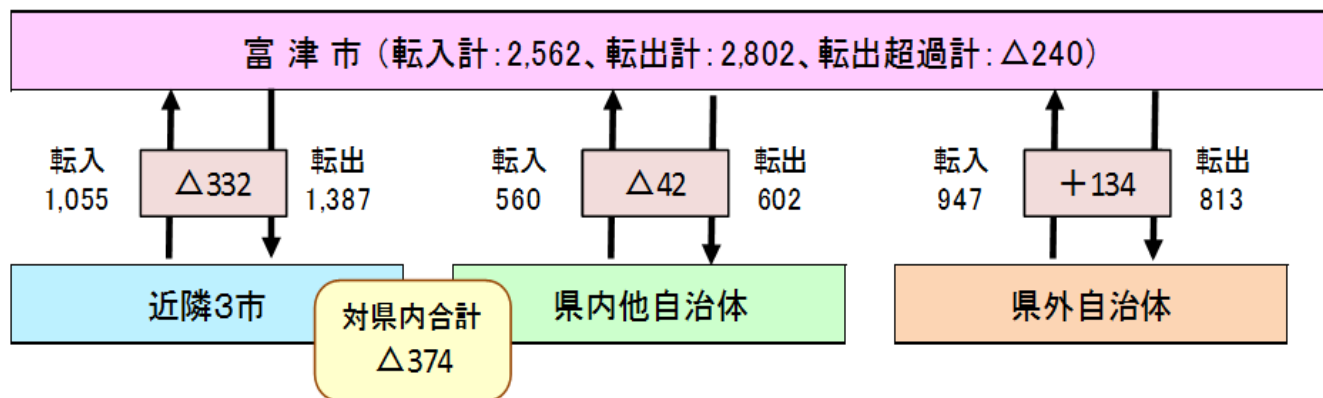 富津市（転入計：2,562、転出計：2,802、転出超過計：△240）
転入
1,055
△332
転出
1,387
転入
560
△42
転出
602
転入
947
＋134
転出
813
近隣3市
対県内合計
△374
県内他自治体
県外自治体